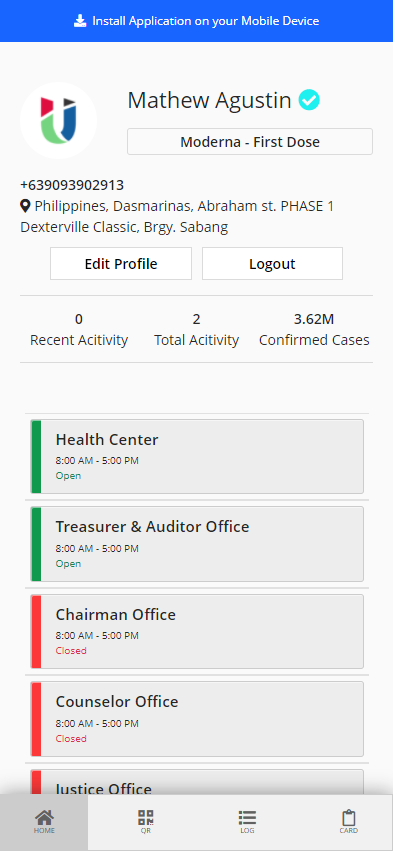 Install Application on your Mobile Device
Mathew Agustin
Moderna - First Dose
+639093902913
Philippines, Dasmarinas, Abraham st. PHASE 1
Dexterville Classic, Brgy. Sabang
Edit Profile
Logout
0
Recent Acitivity
2
Total Acitivity
3.62M
Confirmed Cases
Health Center
8:00 AM - 5:00 PM
Open
Treasurer & Auditor Office
8:00 AM - 5:00 PM
Open
Chairman Office
8:00 AM - 5:00 PM
Closed
Counselor Office
8:00 AM - 5:00 PM
Closed
Justice Office
HOME
QR
LOG
CARD